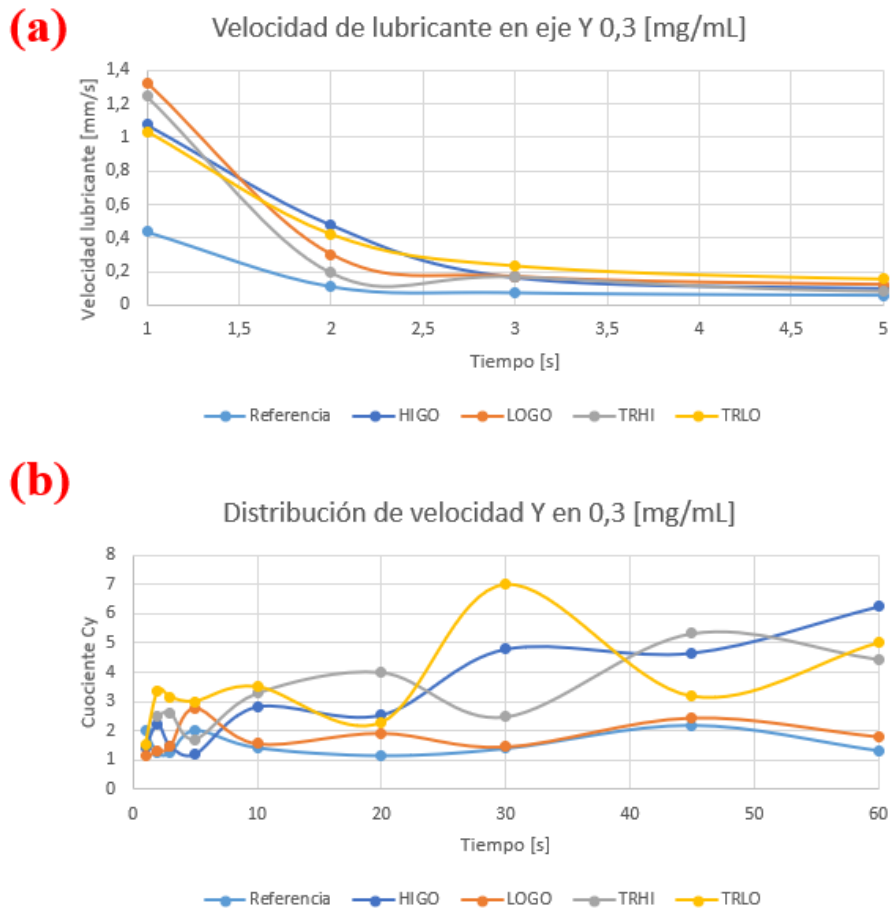 (a)
Velocidad de lubricante en eje Y 0,3 [mg/mL]
Velocidad lubricante [mm/s]
1,4
1,2
1
0,8
0,6
0,4
0,2
0
1 1,5 2 2,5 3 3,5 4 4,5 5
Tiempo [s]
Referencia HIGO LOGO TRHI TRLO
(b)
Distribución de velocidad Y en 0,3 [mg/mL]
Cuociente Cy
8
7
6
5
4
3
2
1
0
0 10 20 30 40 50 60
Tiempo [s]
Referencia HIGO LOGO TRHI TRLO